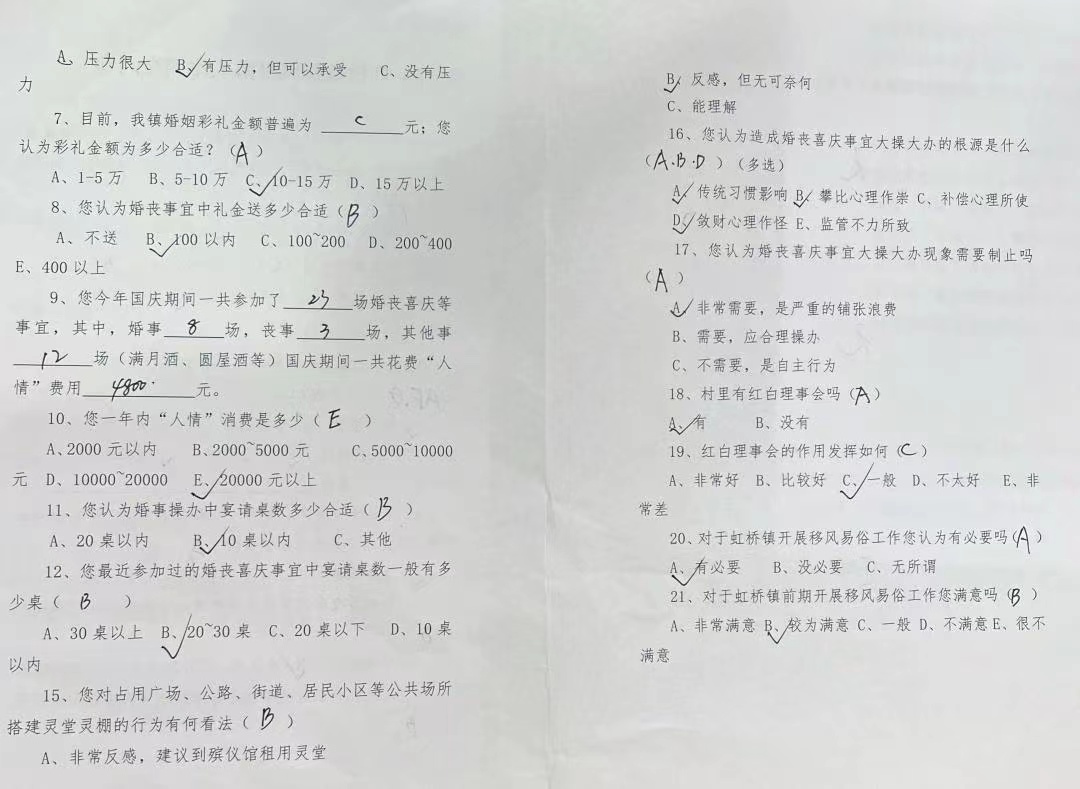 A、压力很大 B、有压力，但可以承受 C、没有压
力
7、目前，我镇婚姻彩礼金额普遍为 C 元；您
认为彩礼金额为多少合适？（A）
A、1-5万 B、5-10万 C、10-15万 D、15万以上
8、您认为婚丧事宜中礼金送多少合适（B）
A、不送 B、100以内 C、100~200 D、200~400
E、400以上
9、您今年国庆期间一共参加了 23 场婚丧喜庆等
事宜，其中，婚事 8 场，丧事 3 场，其他事
12 场（满月酒、圆屋酒等）国庆期间一共花费“人
情”费用 4800. 元。
10、您一年内“人情”消费是多少（E）
A、2000元以内 B、2000~5000元 C、5000~10000
元 D、10000~20000 E、20000元以上
11、您认为婚事操办中宴请桌数多少合适（B）
A、20桌以内 B、10桌以内 C、其他
12、您最近参加过的婚丧喜庆事宜中宴请桌数一般有多
少桌（B）
A、30桌以上 B、20~30桌 C、20桌以下 D、10桌
以内
15、您对占用广场、公路、街道、居民小区等公共场所
搭建灵堂灵棚的行为有何看法（B）
A、非常反感，建议到殡仪馆租用灵堂
B、反感，但无可奈何
C、能理解
16、您认为造成婚丧喜庆事宜大操大办的根源是什么
（A.B.D）（多选）
A、传统习惯影响 B、攀比心理作祟 C、补偿心理所使
D、敛财心理作怪 E、监管不力所致
17、您认为婚丧喜庆事宜大操大办现象需要制止吗
（A）
A、非常需要，是严重的铺张浪费
B、需要，应合理操办
C、不需要，是自主行为
18、村里有红白理事会吗（A）
A、有 B、没有
19、红白理事会的作用发挥如何（C）
A、非常好 B、比较好 C、一般 D、不大好 E、非
常差
20、对于虹桥镇开展移风易俗工作您认为有必要吗（A）
A、有必要 B、没必要 C、无所谓
21、对于虹桥镇前期开展移风易俗工作您满意吗（B）
A、非常满意 B、较为满意 C、一般 D、不满意 E、很不
满意